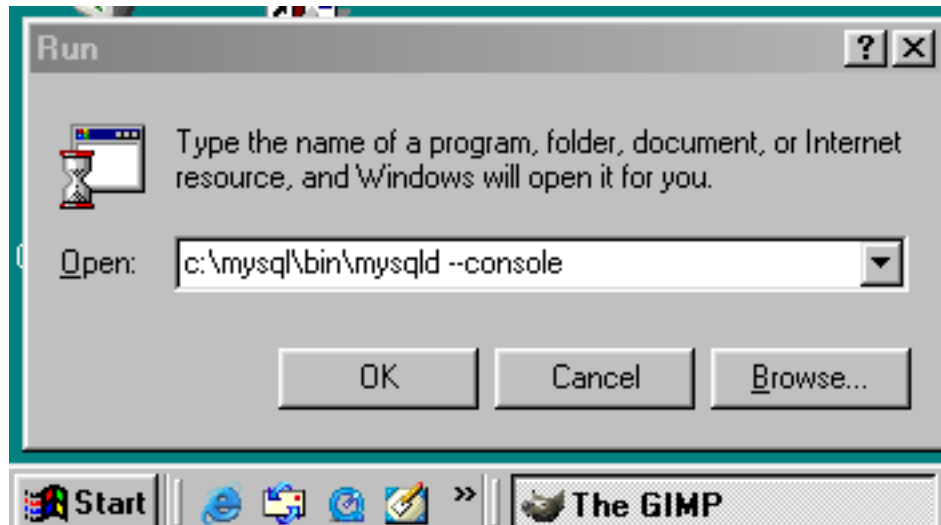 Run
Type the name of a program, folder, document, or Internet
resource, and Windows will open it for you.
Open: c:\mysql\bin\mysqld --console
OK Cancel Browse...
Start » The GIMP